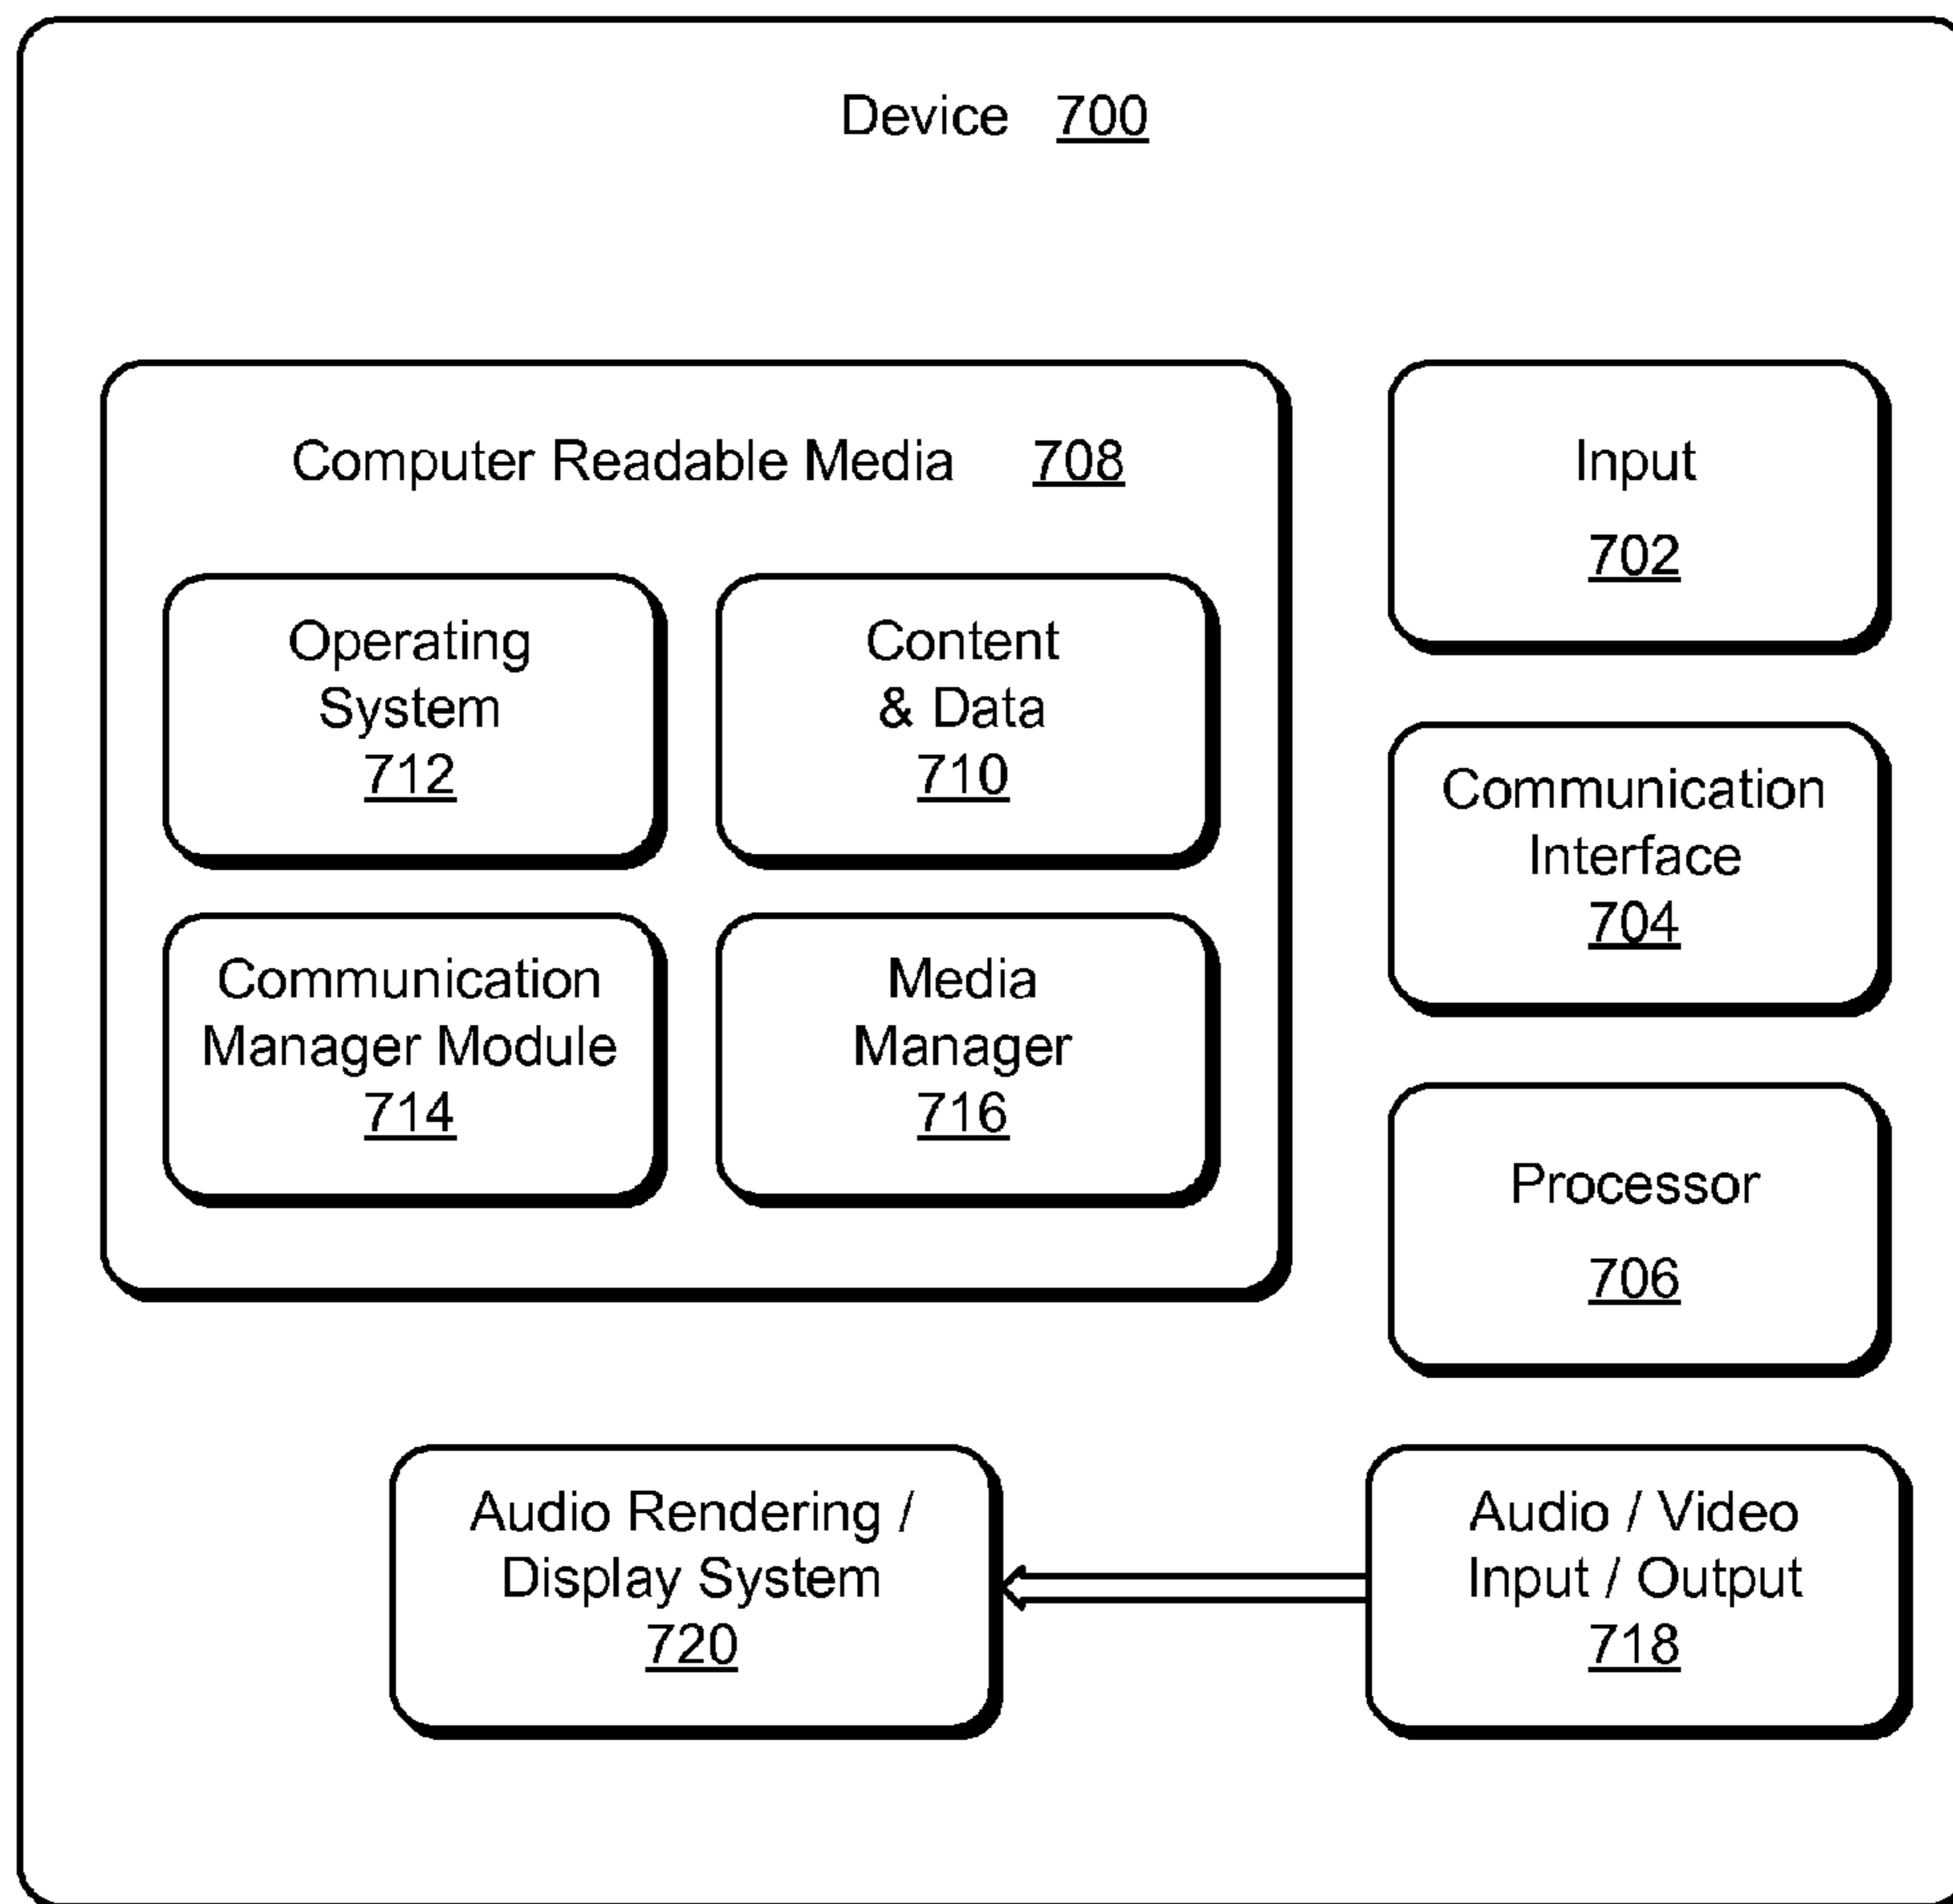 Device 700
Computer Readable Media 708
Operating
System
712
Content
& Data
710
Communication
Manager Module
714
Media
Manager
716
Input
702
Communication
Interface
704
Processor
706
Audio Rendering /
Display System
720
Audio / Video
Input / Output
718